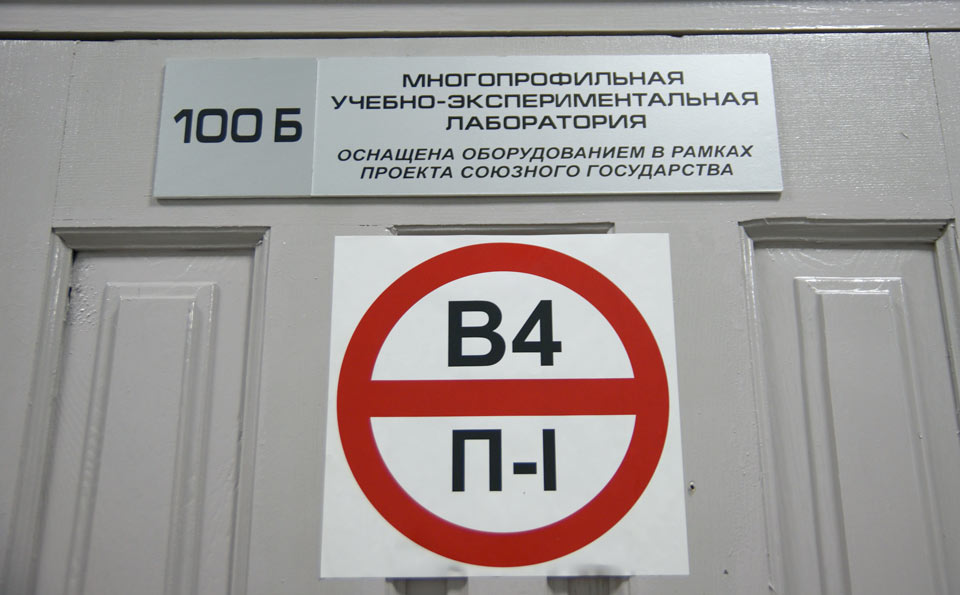 100 Б
МНОГОПРОФИЛЬНАЯ
УЧЕБНО-ЭКСПЕРИМЕНТАЛЬНАЯ
ЛАБОРАТОРИЯ
ОСНАЩЕНА ОБОРУДОВАНИЕМ В РАМКАХ
ПРОЕКТА СОЮЗНОГО ГОСУДАРСТВА
В4
П-I